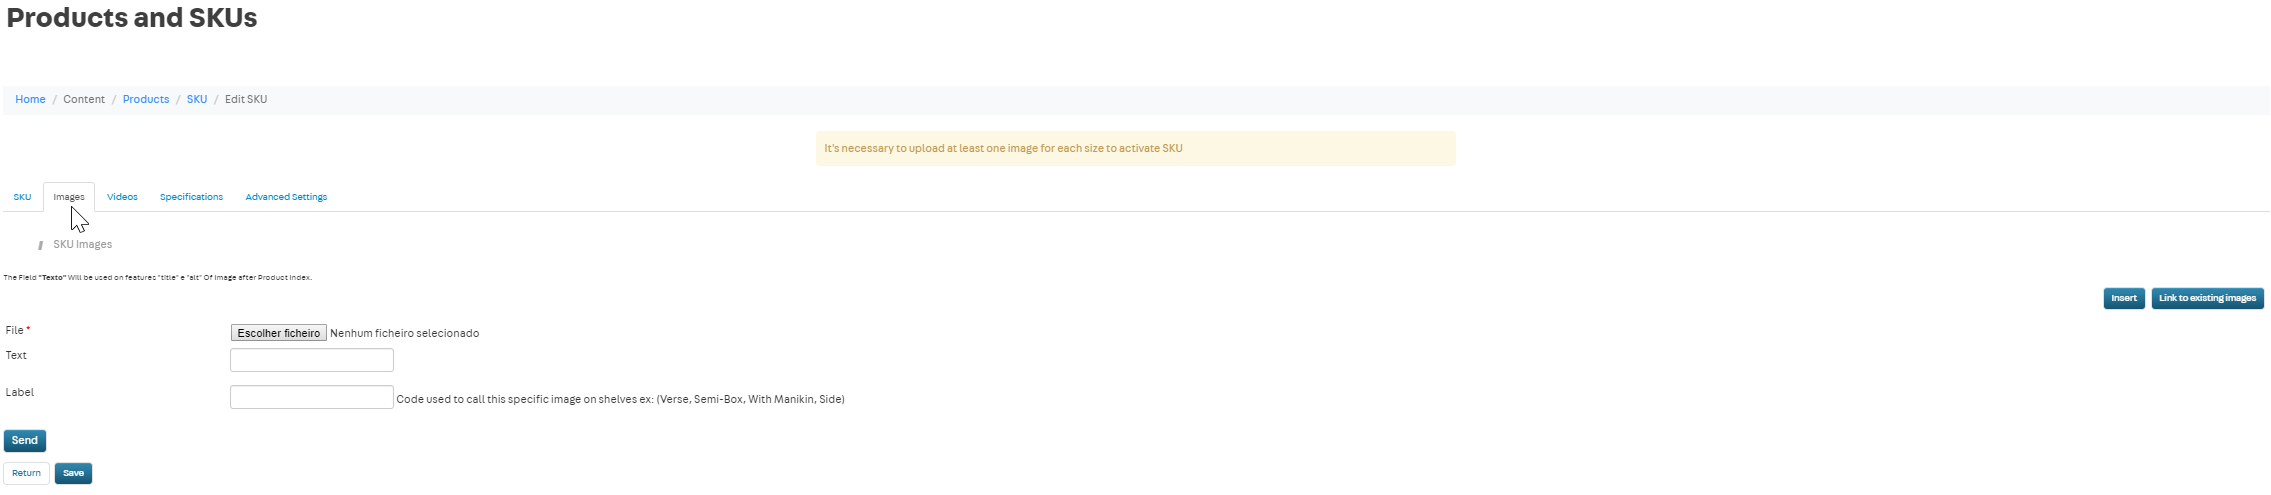 Products and SKUs
Home / Content / Products / SKU / Edit SKU
It's necessary to upload at least one image for each size to activate SKU
SKU Images Videos Specifications Advanced Settings
SKU Images
The Field "Texto" Will be used on features "title" e "alt" Of Image after Product Index.
Insert Link to existing images
File * Escolher ficheiro Nenhum ficheiro selecionado
Text
Label Code used to call this specific image on shelves ex: (Verse, Semi-Box, With Manikin, Side)
Send
Return Save